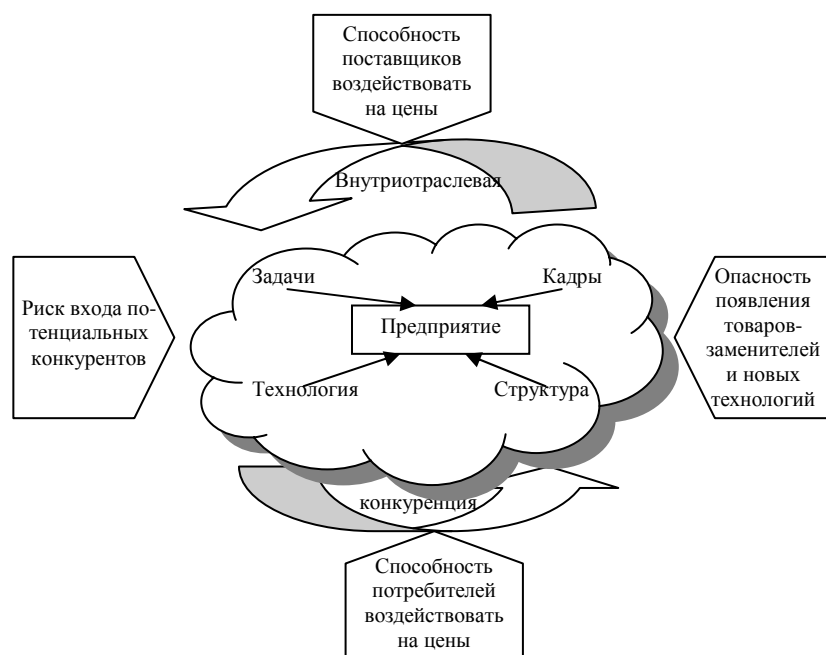 Способность
поставщиков
воздействовать
на цены
Внутриотраслевая
Риск входа по-
тенциальных
конкурентов
Задачи
Кадры
Предприятие
Технология
Структура
Опасность
появления
товаров-
заменителей
и новых
технологий
конкуренция
Способность
потребителей
воздействовать
на цены